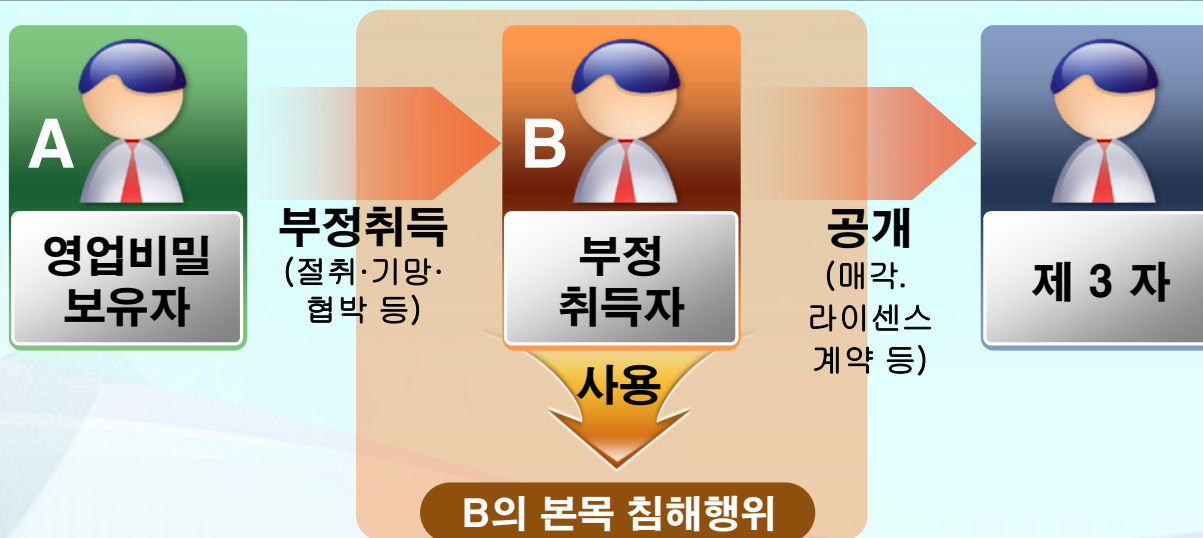 A
영업비밀
보유자
부정취득
(절취·기망·
협박 등)
B
부정
취득자
사용
공개
(매각.
라이센스
계약 등)
제 3 자
B의 본목 침해행위